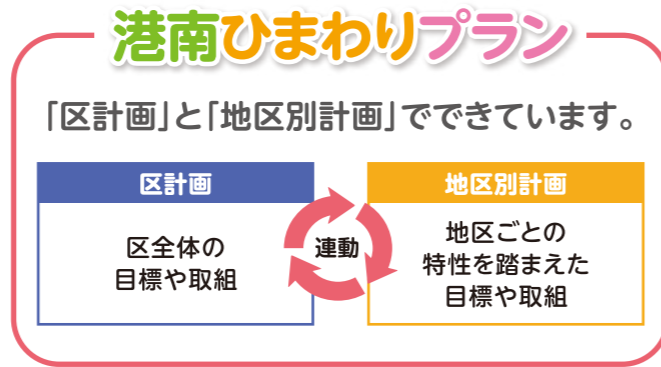 港南ひまわりプラン
「区計画」と「地区別計画」でできています。
区計画
区全体の
目標や取組
連動
地区別計画
地区ごとの
特性を踏まえた
目標や取組